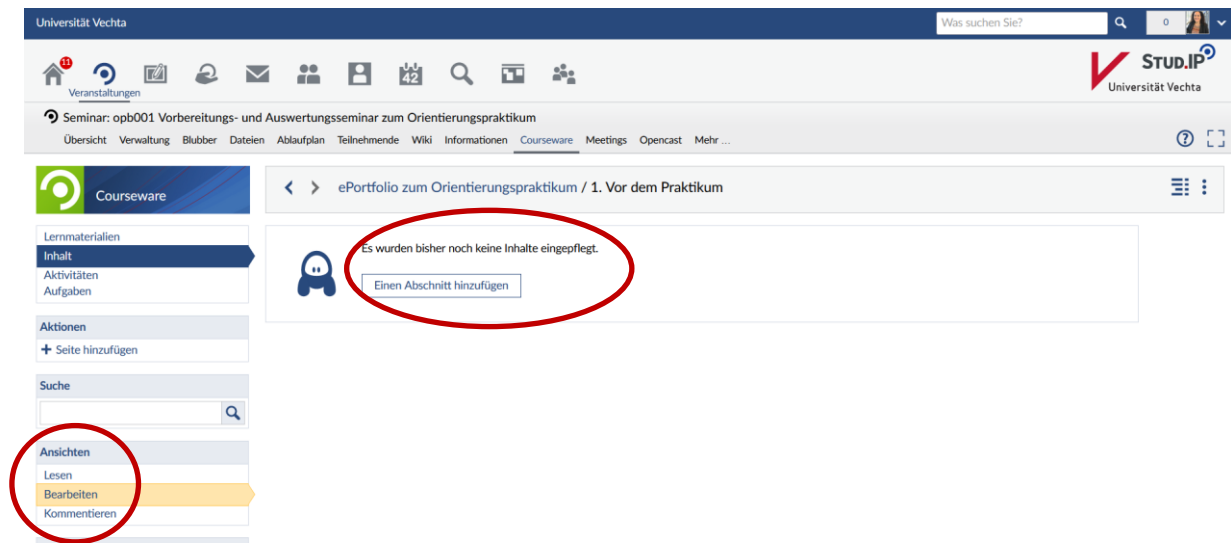 Universität Vechta
Was suchen Sie?
0
11
42
Veranstaltungen
STUD.IP
Universität Vechta
Seminar: opb001 Vorbereitungs- und Auswertungsseminar zum Orientierungspraktikum
Übersicht Verwaltung Blubber Dateien Ablaufplan Teilnehmende Wiki Informationen Courseware Meetings Opencast Mehr ...
Courseware
ePortfolio zum Orientierungspraktikum / 1. Vor dem Praktikum
Lernmaterialien
Inhalt
Aktivitäten
Aufgaben
Es wurden bisher noch keine Inhalte eingepflegt.
Einen Abschnitt hinzufügen
Aktionen
+ Seite hinzufügen
Suche
Ansichten
Lesen
Bearbeiten
Kommentieren